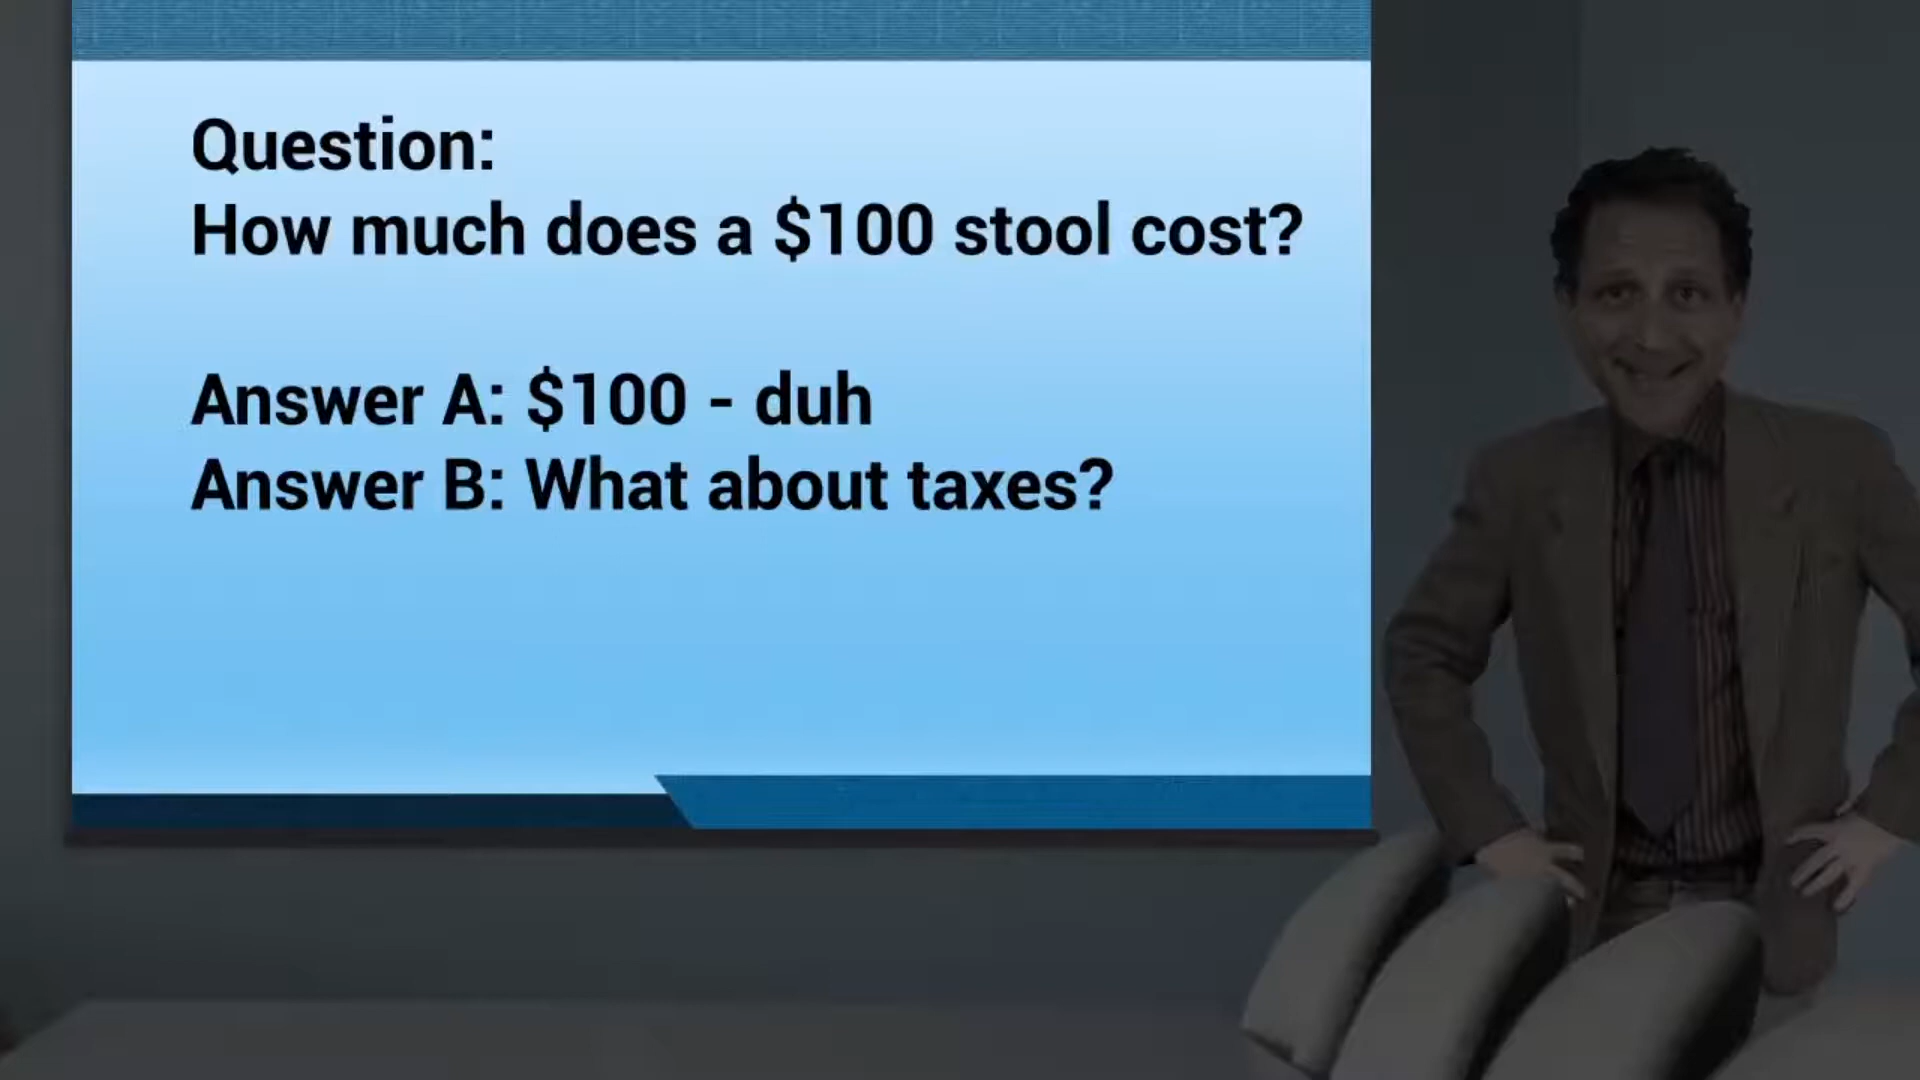 Question:
How much does a $100 stool cost?
Answer A: $100 - duh
Answer B: What about taxes?